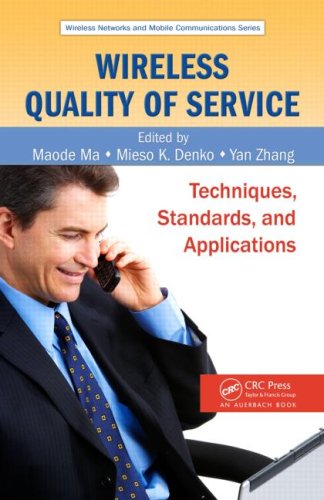 Wireless Networks and Mobile Communications Series
WIRELESS
QUALITY OF SERVICE
Edited by
Maode Ma • Mieso K. Denko • Yan Zhang
Techniques,
Standards, and
Applications
CRC
CRC Press
Taylor & Francis Group
AN AUERBACH BOOK